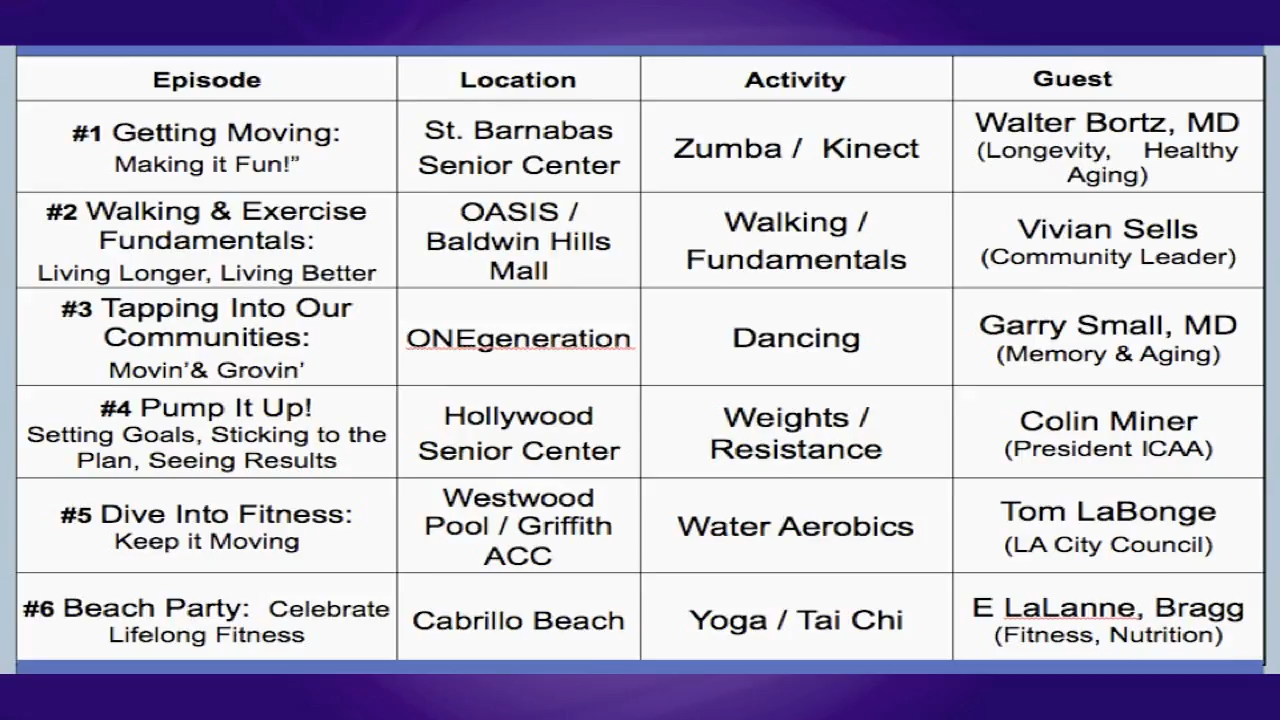 Episode Location Activity Guest
#1 Getting Moving:
Making it Fun!”
St. Barnabas
Senior Center
Zumba / Kinect
Walter Bortz, MD
(Longevity, Healthy
Aging)
#2 Walking & Exercise
Fundamentals:
Living Longer, Living Better
OASIS /
Baldwin Hills
Mall
Walking /
Fundamentals
Vivian Sells
(Community Leader)
#3 Tapping Into Our
Communities:
Movin’& Grovin’
ONEgeneration
Dancing
Garry Small, MD
(Memory & Aging)
#4 Pump It Up!
Setting Goals, Sticking to the
Plan, Seeing Results
Hollywood
Senior Center
Weights /
Resistance
Colin Miner
(President ICAA)
#5 Dive Into Fitness:
Keep it Moving
Westwood
Pool / Griffith
ACC
Water Aerobics
Tom LaBonge
(LA City Council)
#6 Beach Party: Celebrate
Lifelong Fitness
Cabrillo Beach
Yoga / Tai Chi
E LaLanne, Bragg
(Fitness, Nutrition)